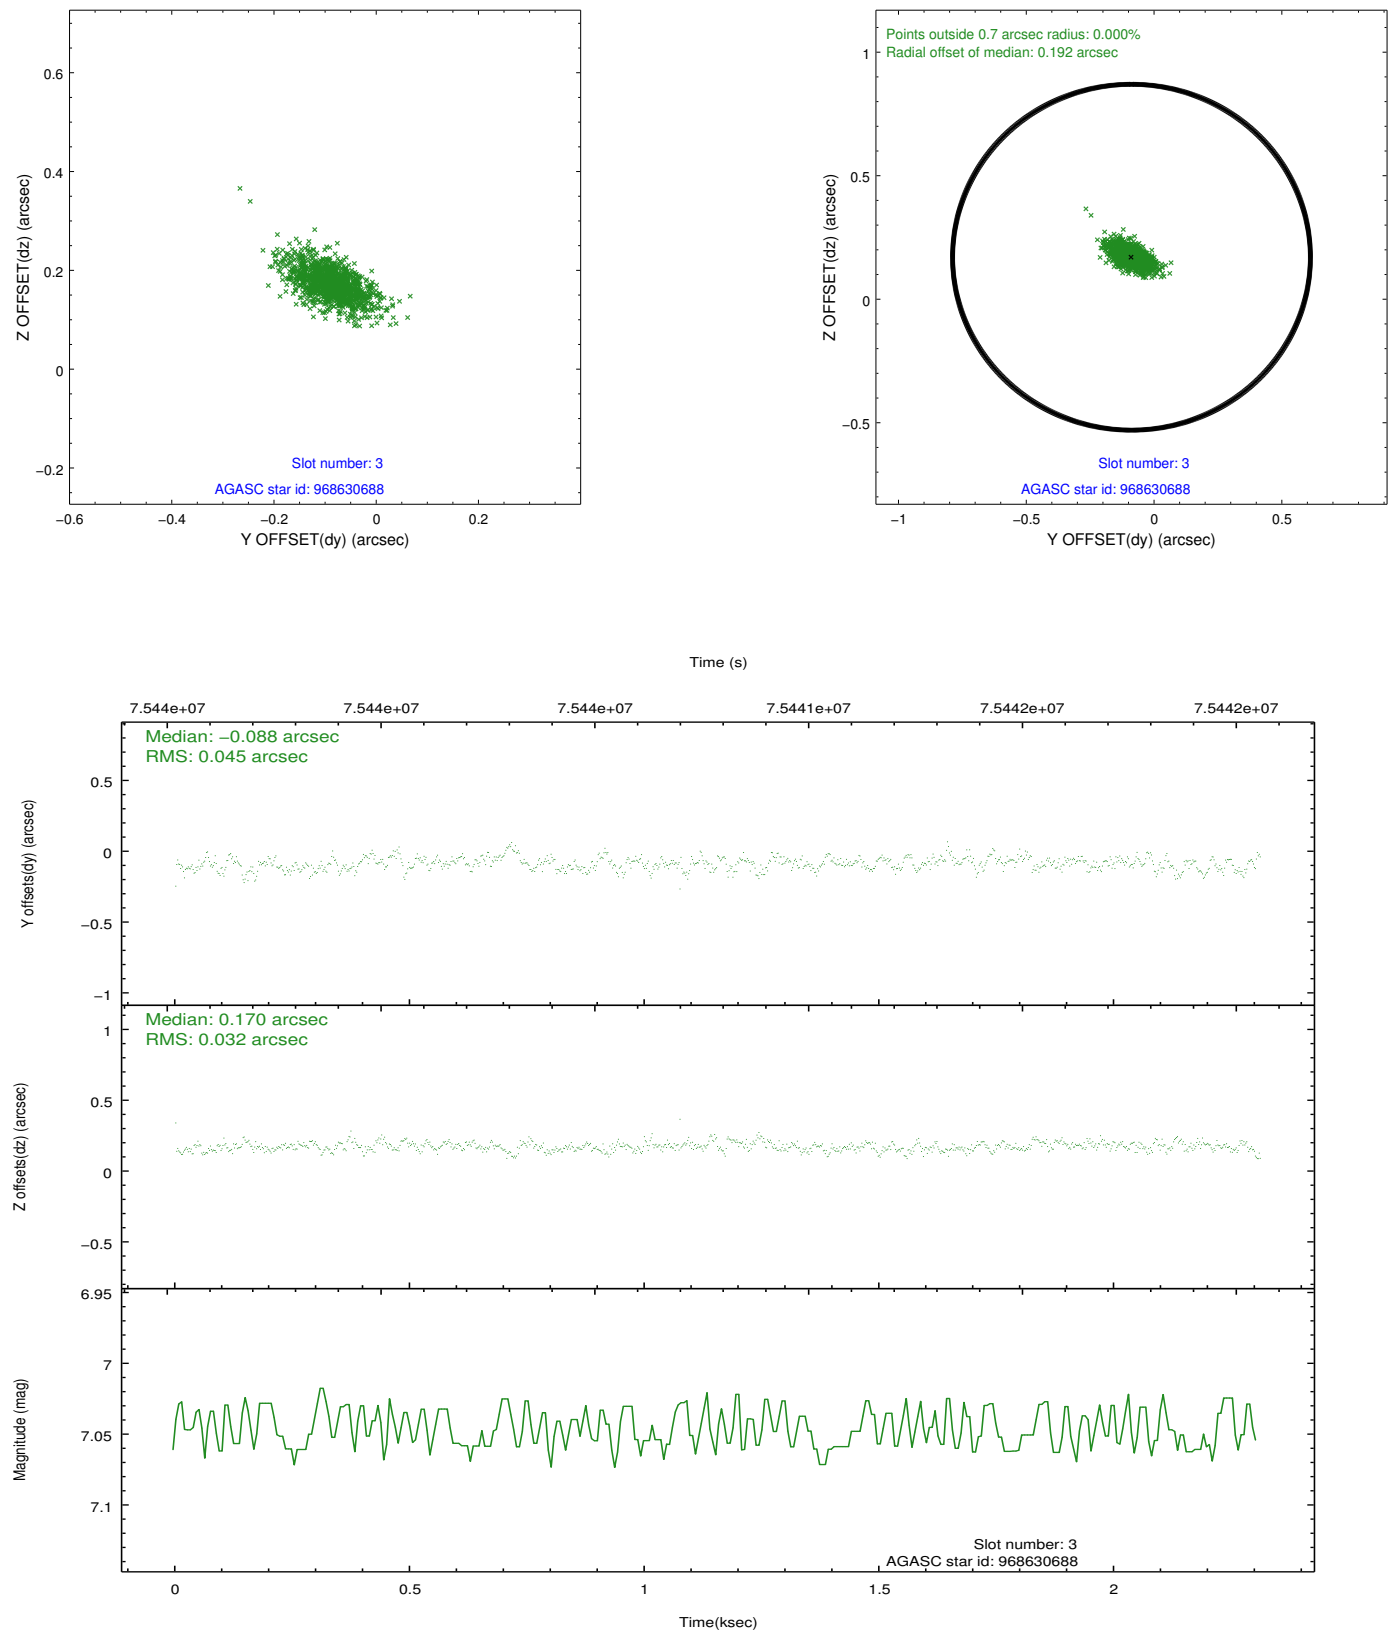 0.6
0.4
0.2
0
−0.2
−0.6
−0.4
−0.2
0
0.2
Z OFFSET(dz) (arcsec)
Y OFFSET(dy) (arcsec)
Slot number: 3
AGASC star id: 968630688
Points outside 0.7 arcsec radius: 0.000%
Radial offset of median: 0.192 arcsec
1
0.5
0
−0.5
−1
−0.5
0
0.5
Z OFFSET(dz) (arcsec)
Y OFFSET(dy) (arcsec)
Slot number: 3
AGASC star id: 968630688
Time (s)
7.544e+07 7.544e+07 7.544e+07 7.5441e+07 7.5442e+07 7.5442e+07
Median: −0.088 arcsec
RMS: 0.045 arcsec
0.5
0
−0.5
−1
Y offsets(dy) (arcsec)
Median: 0.170 arcsec
RMS: 0.032 arcsec
1
0.5
0
−0.5
Z offsets(dz) (arcsec)
6.95
7
7.05
7.1
Magnitude (mag)
Slot number: 3
AGASC star id: 968630688
0 0.5 1 1.5 2
Time(ksec)